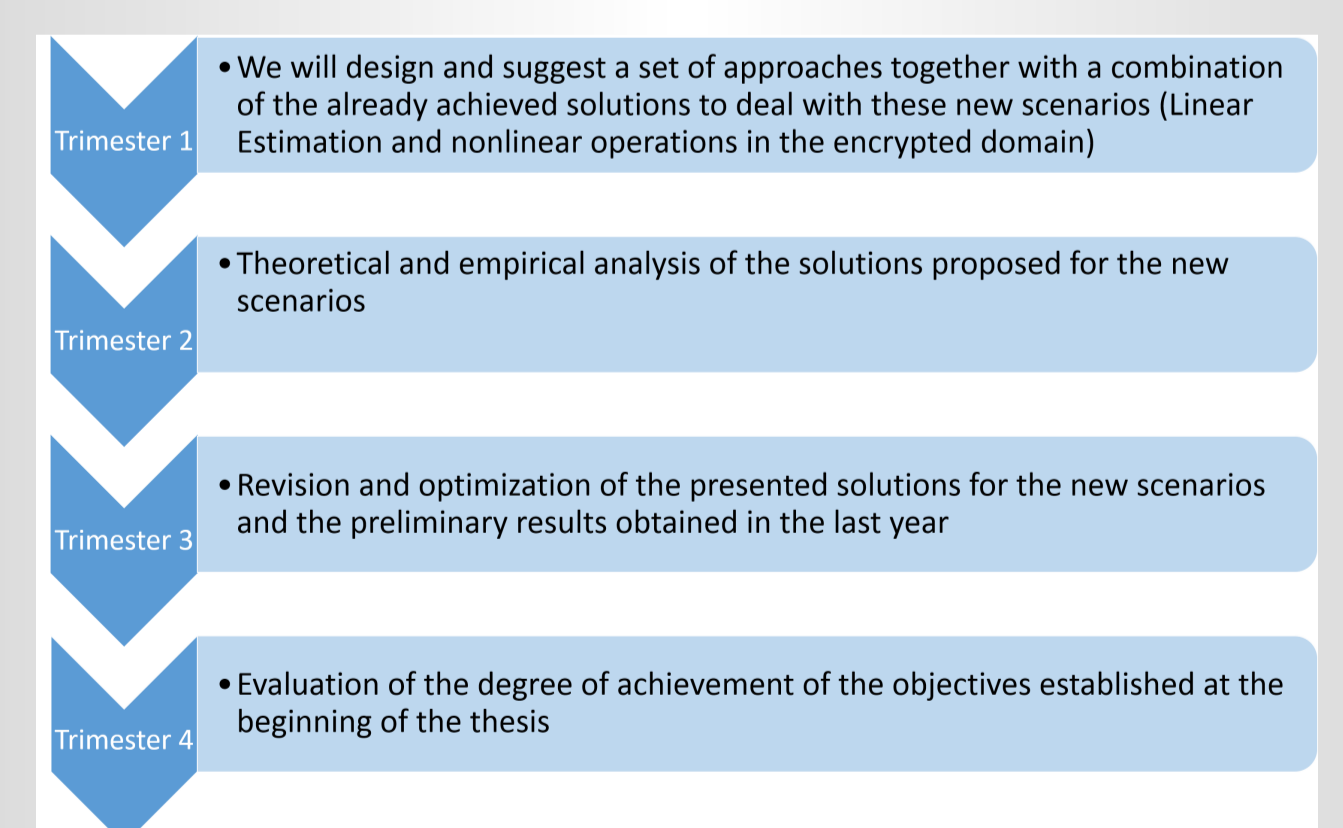 Trimester 1
•We will design and suggest a set of approaches together with a combination
of the already achieved solutions to deal with these new scenarios (Linear
Estimation and nonlinear operations in the encrypted domain)
Trimester 2
•Theoretical and empirical analysis of the solutions proposed for the new
scenarios
Trimester 3
•Revision and optimization of the presented solutions for the new scenarios
and the preliminary results obtained in the last year
Trimester 4
•Evaluation of the degree of achievement of the objectives established at the
beginning of the thesis